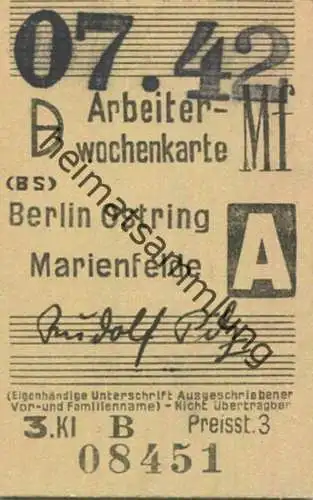 07.42
D Arbeiter- Mf
wochenkarte
(BS)
Berlin Ostring
Marienfelde A
Rudolf
(Eigenhändige Unterschrift Ausgeschriebener
Vor-und Familienname) - Nicht übertragbar
3.Kl B Preisst.3
08451
heimatsammlung